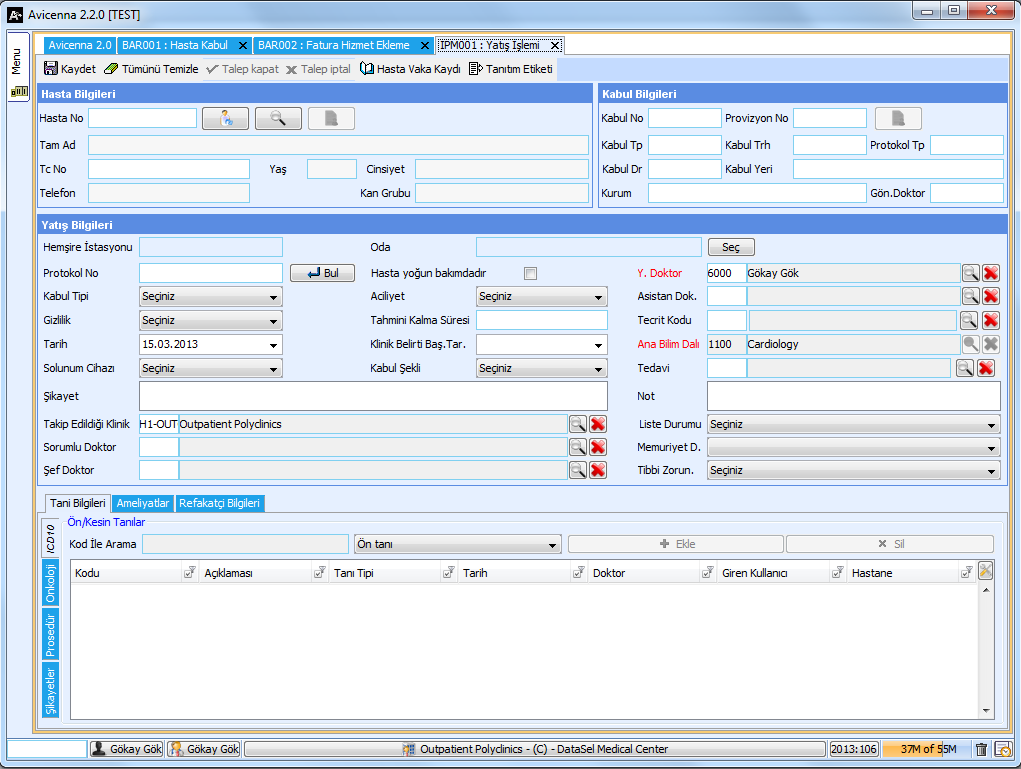 Avicenna 2.2.0 [TEST]
Menu
Avicenna 2.0 BAR001 : Hasta Kabul BAR002 : Fatura Hizmet Ekleme IPM001 : Yatış İşlemi
Kaydet Tümünü Temizle Talep kapat Talep iptal Hasta Vaka Kaydı Tanıtım Etiketi
Hasta Bilgileri
Hasta No
Tam Ad
Tc No Yaş Cinsiyet
Telefon Kan Grubu
Kabul Bilgileri
Kabul No Provizyon No
Kabul Tp Kabul Trh Protokol Tp
Kabul Dr Kabul Yeri
Kurum Gön.Doktor
Yatış Bilgileri
Hemşire İstasyonu Oda Seç
Protokol No Bul Hasta yoğun bakımdadır Y. Doktor 6000 Gökay Gök
Kabul Tipi Seçiniz Aciliyet Seçiniz Asistan Dok.
Gizlilik Seçiniz Tahmini Kalma Süresi Tecrit Kodu
Tarih 15.03.2013 Klinik Belirti Baş.Tar. Ana Bilim Dalı 1100 Cardiology
Solunum Cihazı Seçiniz Kabul Şekli Seçiniz Tedavi
Şikayet Not
Takip Edildiği Klinik H1-OUT Outpatient Polyclinics Liste Durumu Seçiniz
Sorumlu Doktor Memuriyet D.
Şef Doktor Tibbi Zorun. Seçiniz
Tani Bilgileri Ameliyatlar Refakatçi Bilgileri
ICD10
Onkoloji
Prosedür
Şikayetler
Ön/Kesin Tanılar
Kod İle Arama Ön tanı Ekle Sil
Kodu Açıklaması Tanı Tipi Tarih Doktor Giren Kullanıcı Hastane
Gökay Gök Gökay Gök Outpatient Polyclinics - (C) - DataSel Medical Center 2013:106 37M of 55M